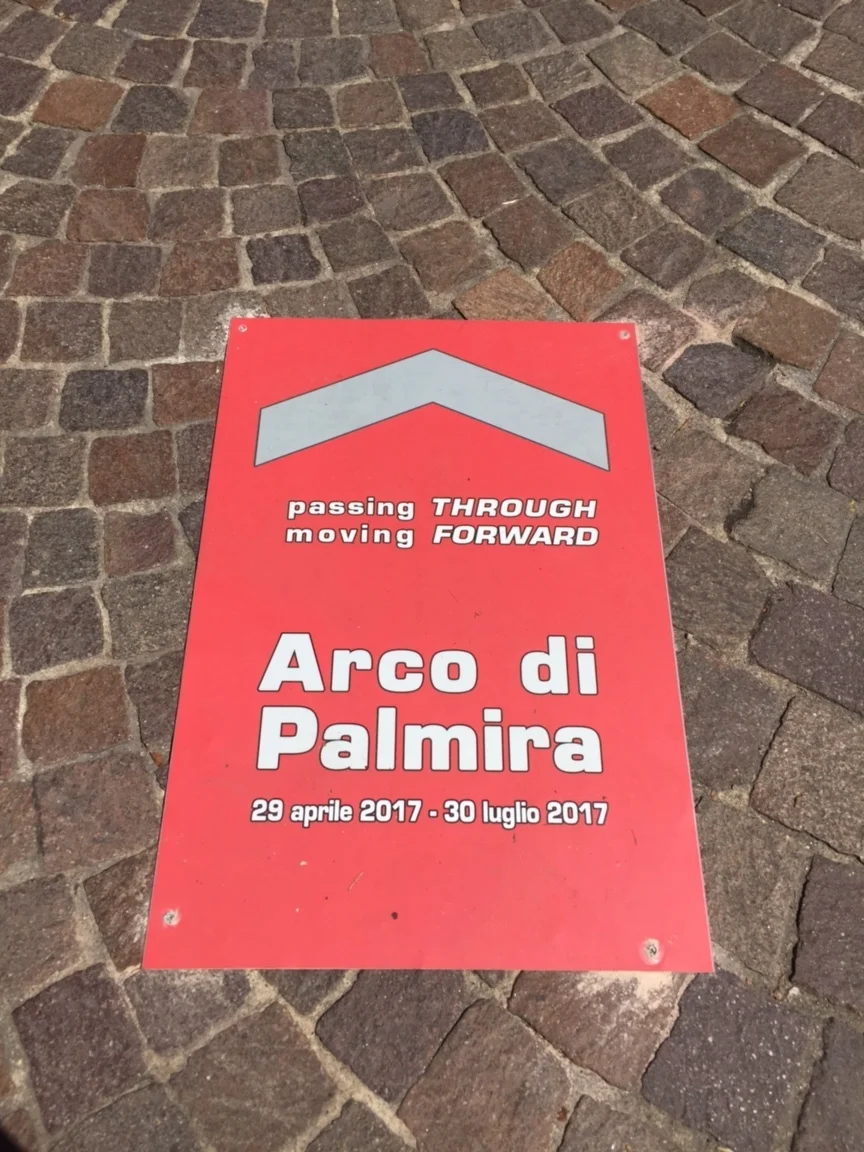 passing THROUGH
moving FORWARD
Arco di
Palmira
29 aprile 2017 - 30 luglio 2017